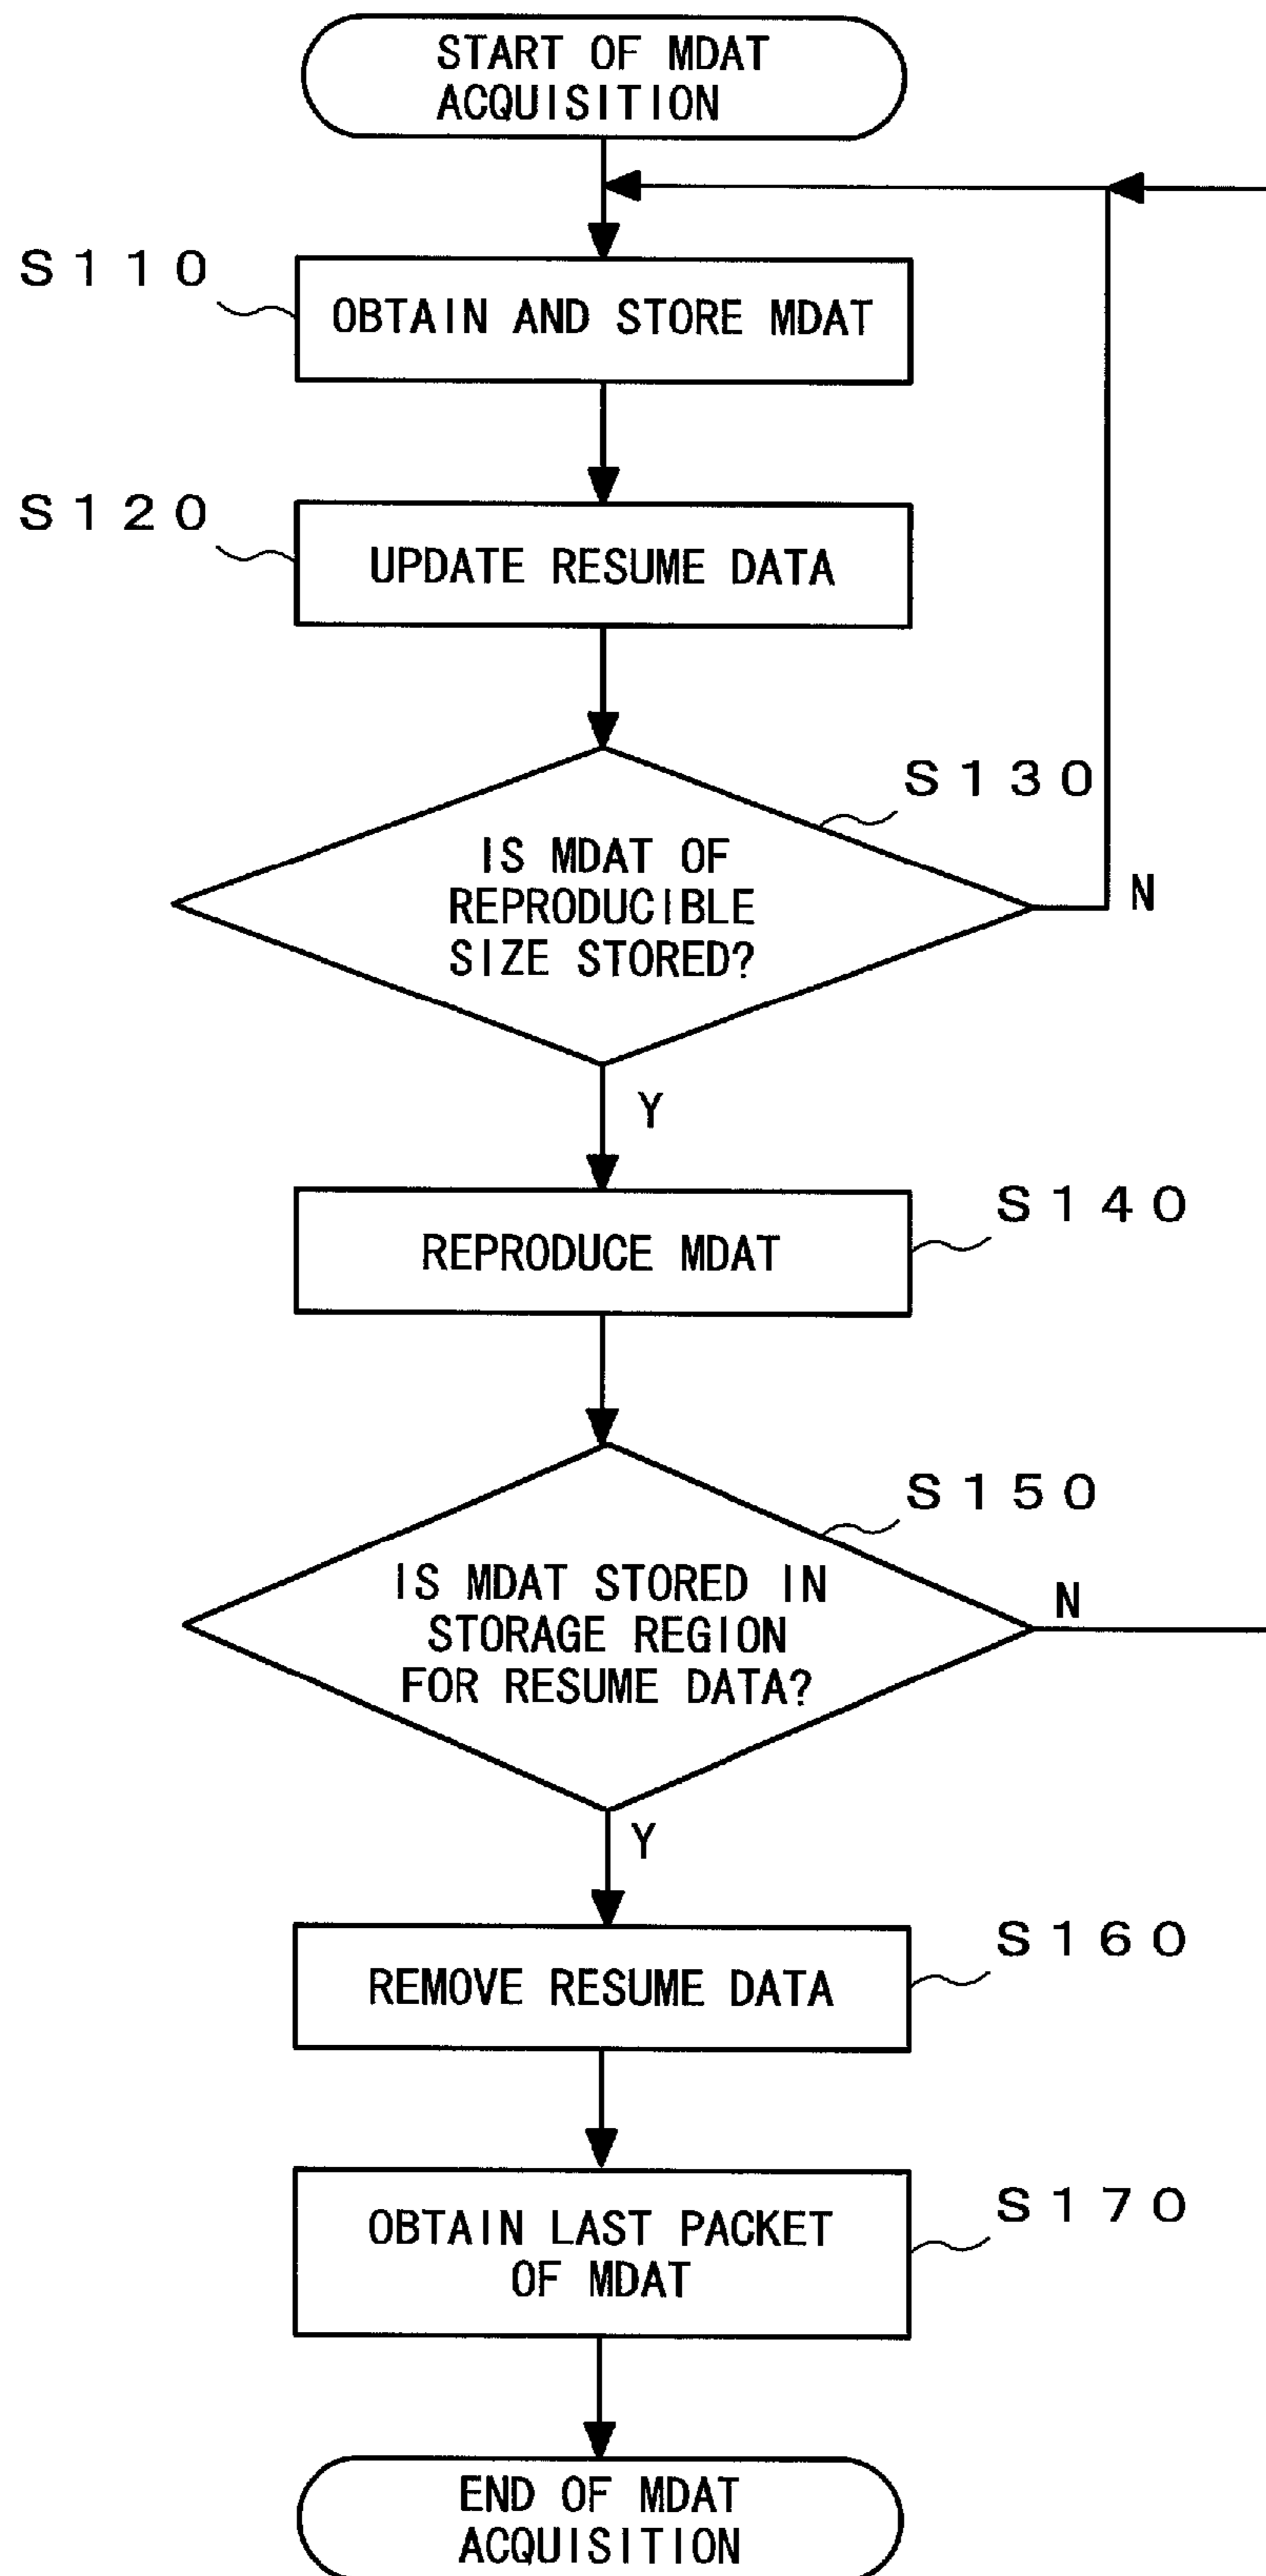 START OF MDAT
ACQUISITION
S110
OBTAIN AND STORE MDAT
S120
UPDATE RESUME DATA
S130
IS MDAT OF
REPRODUCIBLE
SIZE STORED?
N
Y
S140
REPRODUCE MDAT
S150
IS MDAT STORED IN
STORAGE REGION
FOR RESUME DATA?
N
Y
S160
REMOVE RESUME DATA
S170
OBTAIN LAST PACKET
OF MDAT
END OF MDAT
ACQUISITION